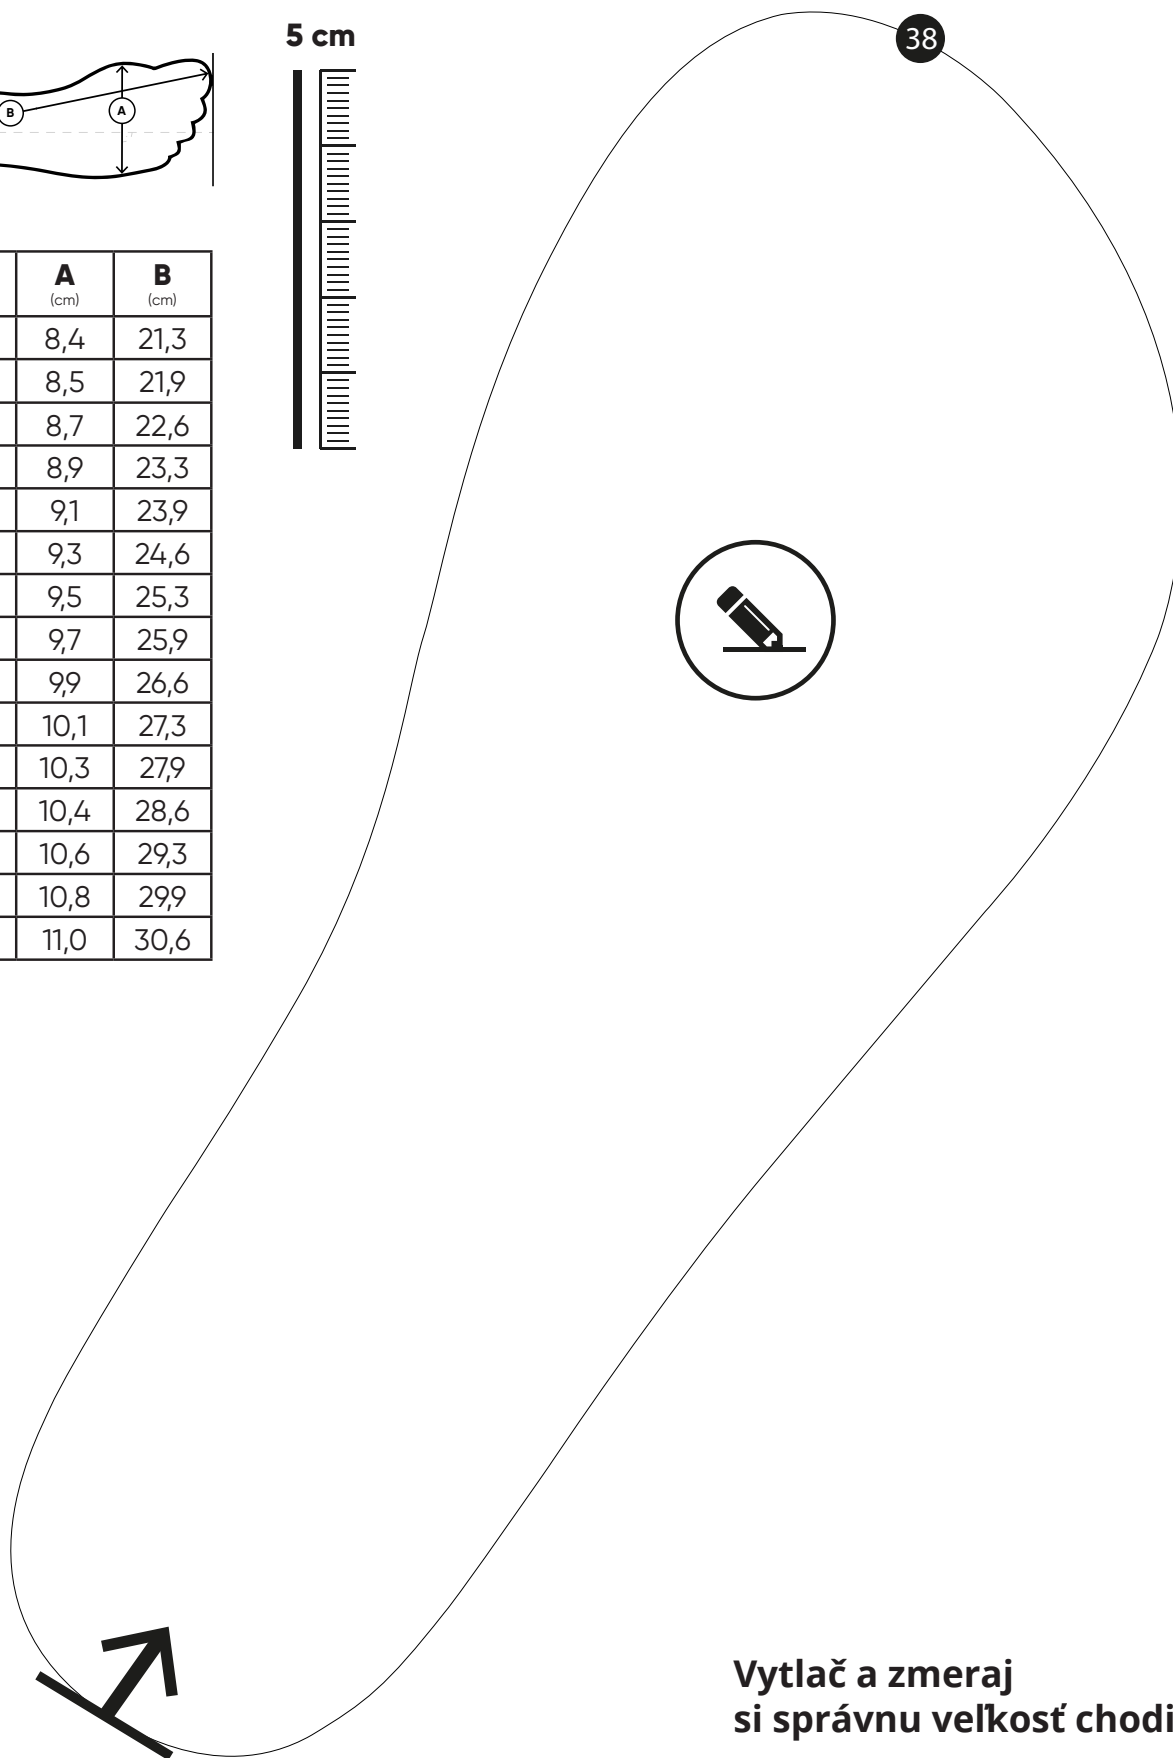 5 cm
38
B
A
A B
(cm) (cm)
8,4 21,3
8,5 21,9
8,7 22,6
8,9 23,3
9,1 23,9
9,3 24,6
9,5 25,3
9,7 25,9
9,9 26,6
10,1 27,3
10,3 27,9
10,4 28,6
10,6 29,3
10,8 29,9
11,0 30,6
Vytlač a zmeraj
si správnu veľkosť chodi